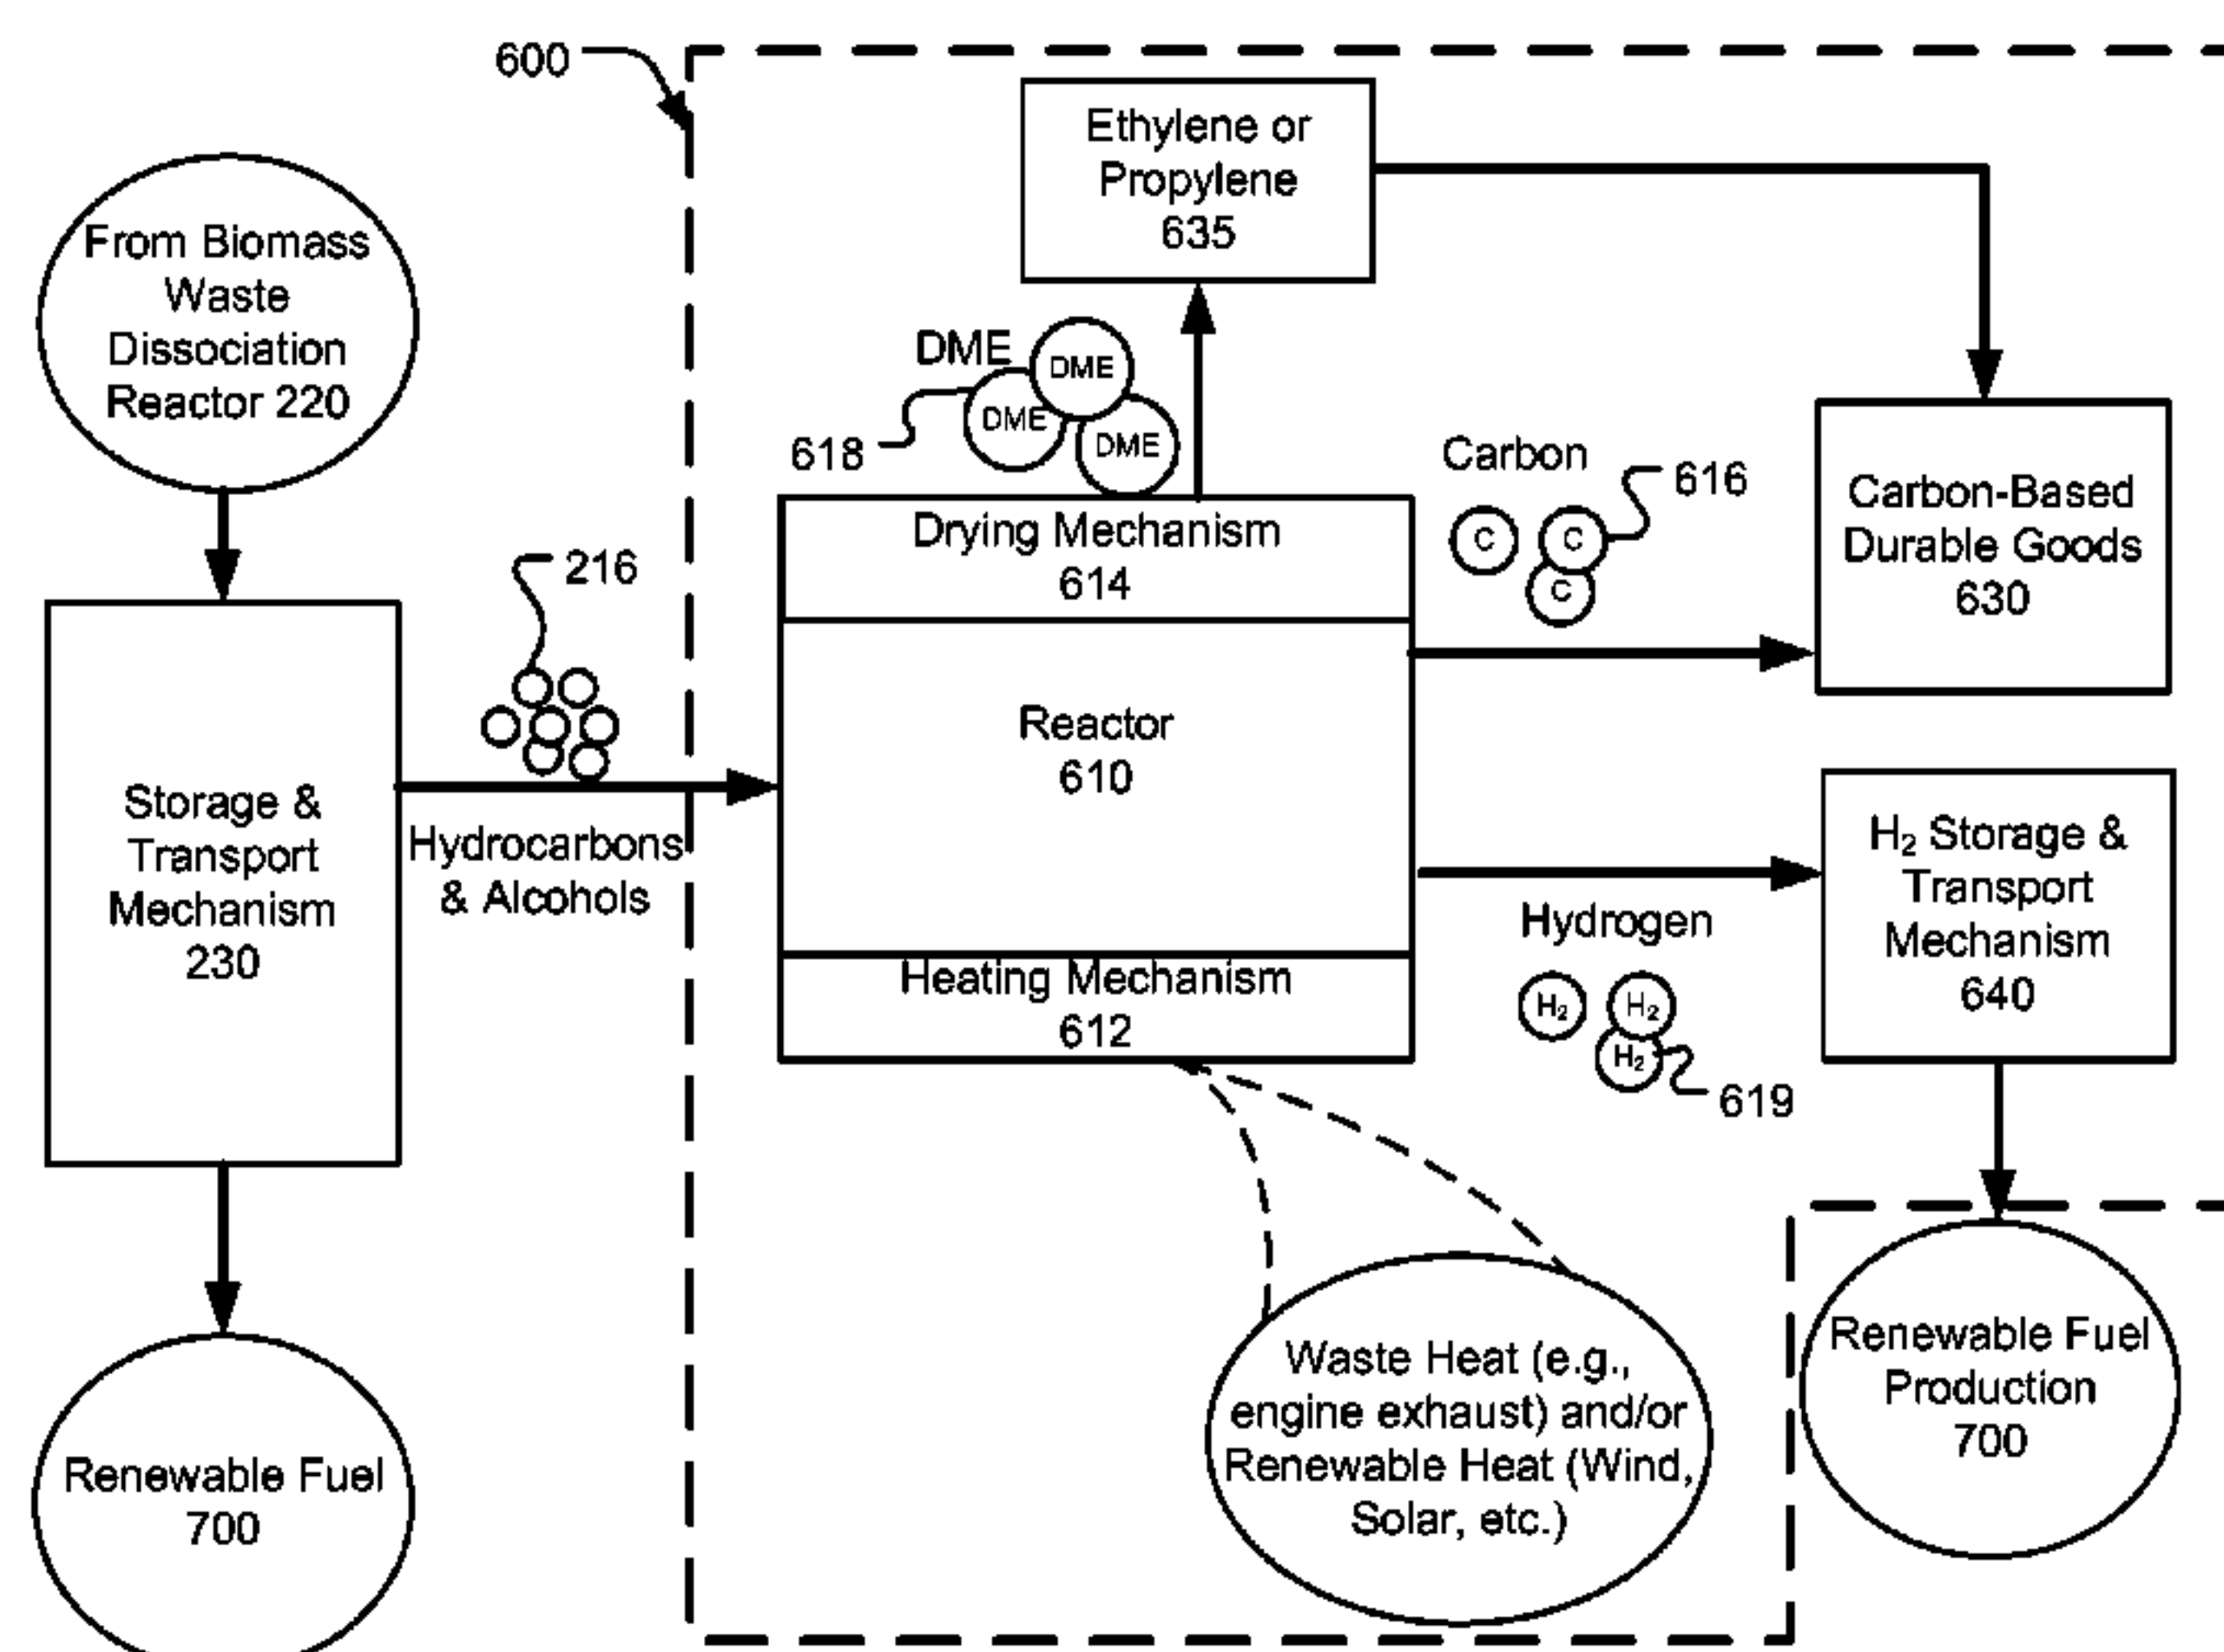 600
Ethylene or
Propylene
635
From Biomass
Waste
Dissociation
Reactor 220
DME
DME
DME
DME
618
Carbon
616
C
C
C
Carbon-Based
Durable Goods
630
Drying Mechanism
614
216
Reactor
610
Storage &
Transport
Mechanism
230
Hydrocarbons
& Alcohols
H₂ Storage &
Transport
Mechanism
640
Hydrogen
H₂
H₂
H₂
619
Heating Mechanism
612
Waste Heat (e.g.,
engine exhaust) and/or
Renewable Heat (Wind,
Solar, etc.)
Renewable Fuel
Production
700
Renewable Fuel
700